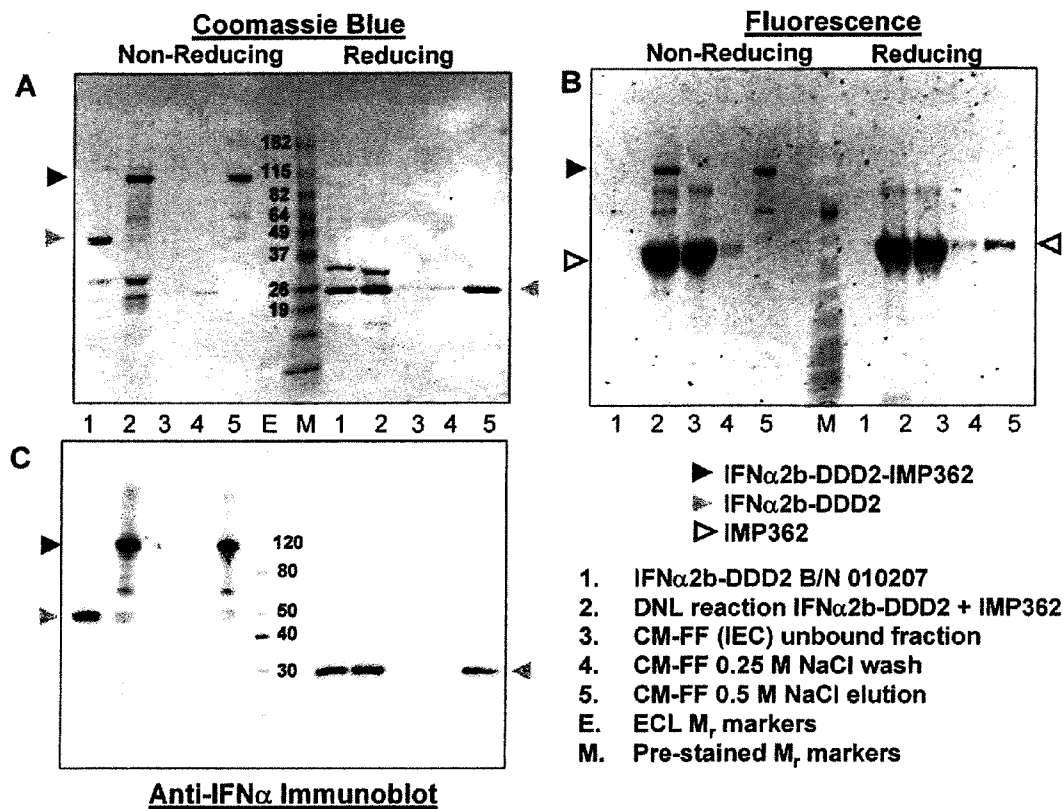 Coomassie Blue
Non-Reducing Reducing
Fluorescence
Non-Reducing Reducing
A
182
115
82
64
49
37
26
19
1 2 3 4 5 E M 1 2 3 4 5
B
1 2 3 4 5 M 1 2 3 4 5
C
120
80
50
40
30
Anti-IFNα Immunoblot
IFNα2b-DDD2-IMP362
IFNα2b-DDD2
IMP362
1. IFNα2b-DDD2 B/N 010207
2. DNL reaction IFNα2b-DDD2 + IMP362
3. CM-FF (IEC) unbound fraction
4. CM-FF 0.25 M NaCl wash
5. CM-FF 0.5 M NaCl elution
E. ECL Mr markers
M. Pre-stained Mr markers